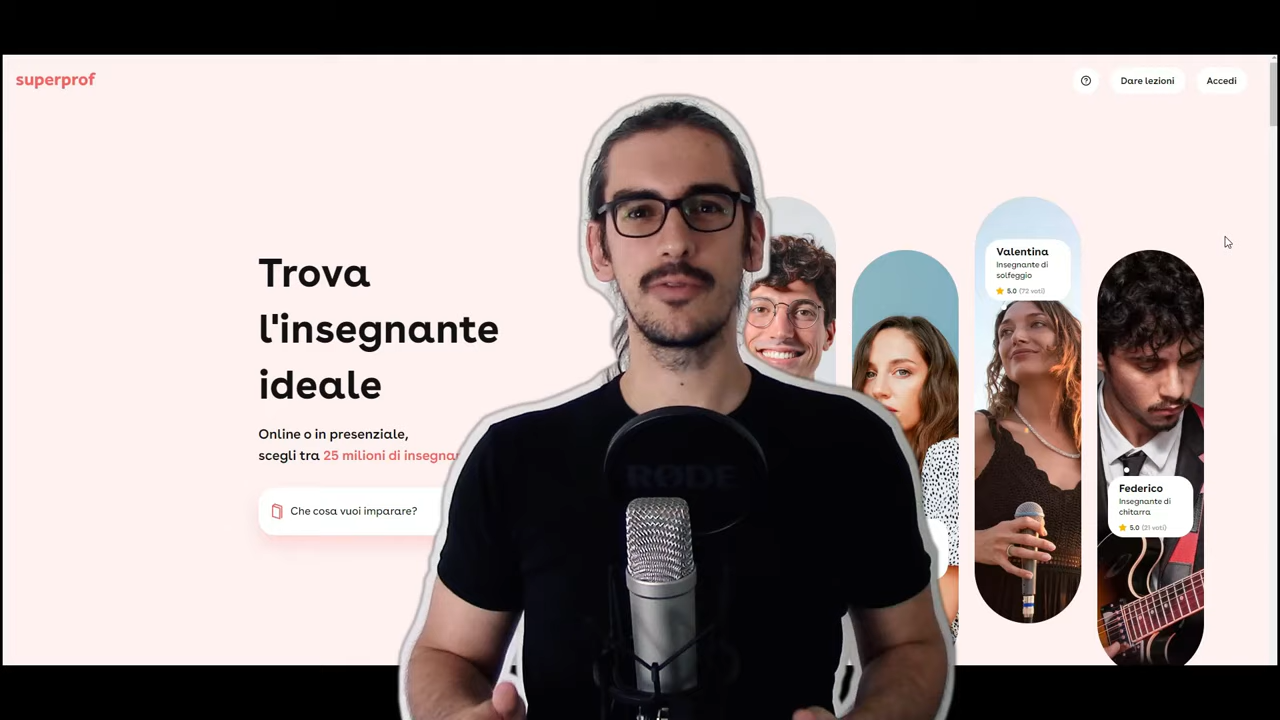 superprof
Dare lezioni
Accedi
Trova
l'insegnante
ideale
Online o in presenziale,
scegli tra 25 milioni di
Che cosa vuoi imparare?
Valentina
Insegnante di
solfeggio
5.0 (72 voti)
Federico
Insegnante di
chitarra
5.0 (21 voti)
RØDE